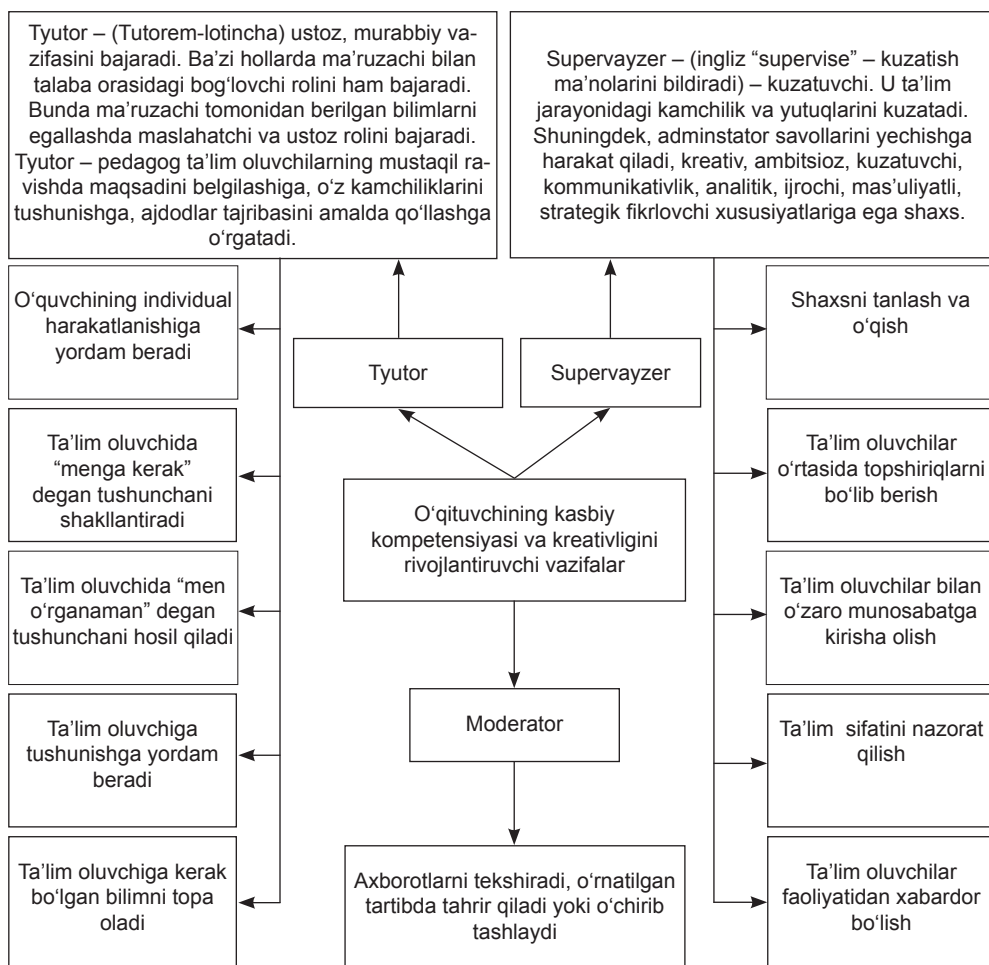 Tyutor – (Tutorem-lotincha) ustoz, murabbiy va-
zifasini bajaradi. Ba’zi hollarda ma’ruzachi bilan
talaba orasidagi bog‘lovchi rolini ham bajaradi.
Bunda ma’ruzachi tomonidan berilgan bilimlarni
egallashda maslahatchi va ustoz rolini bajaradi.
Tyutor – pedagog ta’lim oluvchilarning mustaqil ra-
vishda maqsadini belgilashiga, o‘z kamchiliklarini
tushunishga, ajdodlar tajribasini amalda qo‘llashga
o‘rgatadi.
Supervayzer – (ingliz “supervise” – kuzatish
ma’nolarini bildiradi) – kuzatuvchi. U ta’lim
jarayonidagi kamchilik va yutuqlarini kuzatadi.
Shuningdek, adminstator savollarini yechishga
harakat qiladi, kreativ, ambitsioz, kuzatuvchi,
kommunikativlik, analitik, ijrochi, mas’uliyatli,
strategik fikrlovchi xususiyatlariga ega shaxs.
O‘quvchining individual
harakatlanishiga
yordam beradi
Tyutor
Supervayzer
Shaxsni tanlash va
o‘qish
Ta’lim oluvchida
“menga kerak”
degan tushunchani
shakllantiradi
O‘qituvchining kasbiy
kompetensiyasi va kreativligini
rivojlantiruvchi vazifalar
Ta’lim oluvchilar
o‘rtasida topshiriqlarni
bo‘lib berish
Ta’lim oluvchida “men
o‘rganaman” degan
tushunchani hosil qiladi
Ta’lim oluvchilar bilan
o‘zaro munosabatga
kirisha olish
Ta’lim oluvchiga
tushunishga yordam
beradi
Moderator
Ta’lim sifatini nazorat
qilish
Ta’lim oluvchiga kerak
bo‘lgan bilimni topa
oladi
Axborotlarni tekshiradi, o‘rnatilgan
tartibda tahrir qiladi yoki o‘chirib
tashlaydi
Ta’lim oluvchilar
faoliyatidan xabardor
bo‘lish